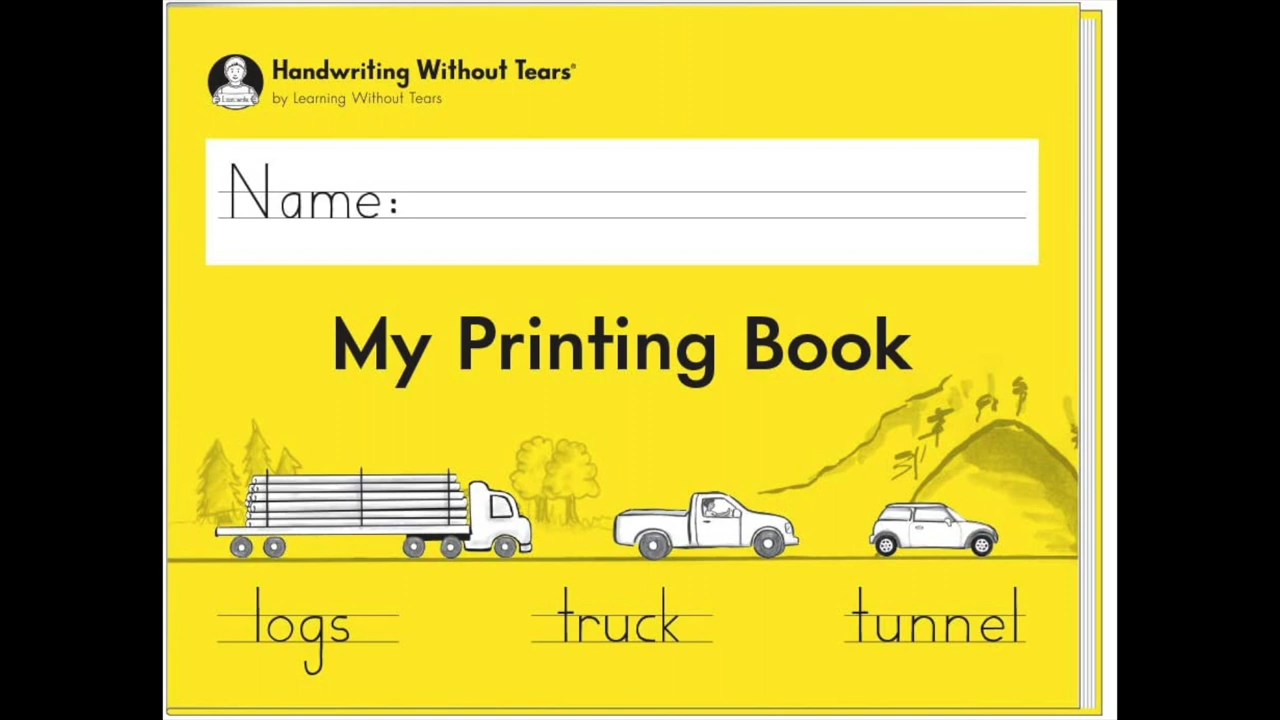 Handwriting Without Tears®
by Learning Without Tears
Name:
My Printing Book
logs truck tunnel